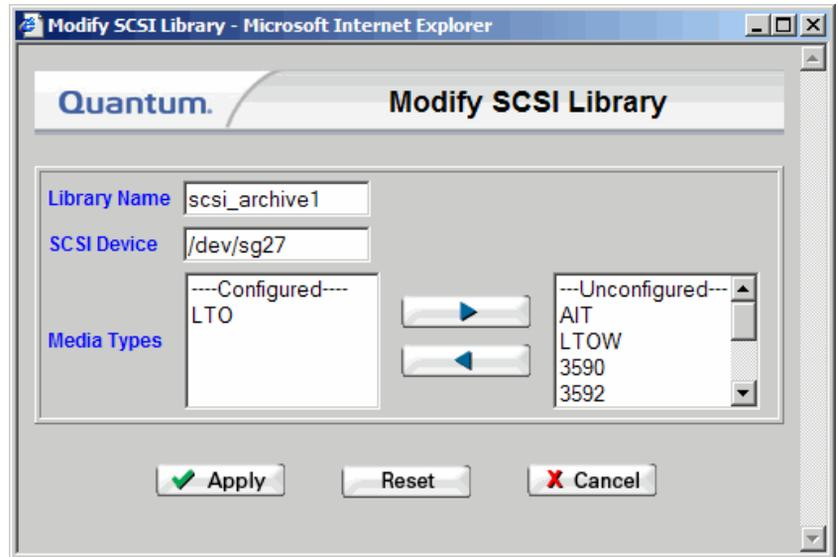 Modify SCSI Library - Microsoft Internet Explorer
Quantum.
Modify SCSI Library
Library Name scsi_archive1
SCSI Device /dev/sg27
Media Types
----Configured----
LTO
---Unconfigured---
AIT
LTOW
3590
3592
Apply Reset Cancel